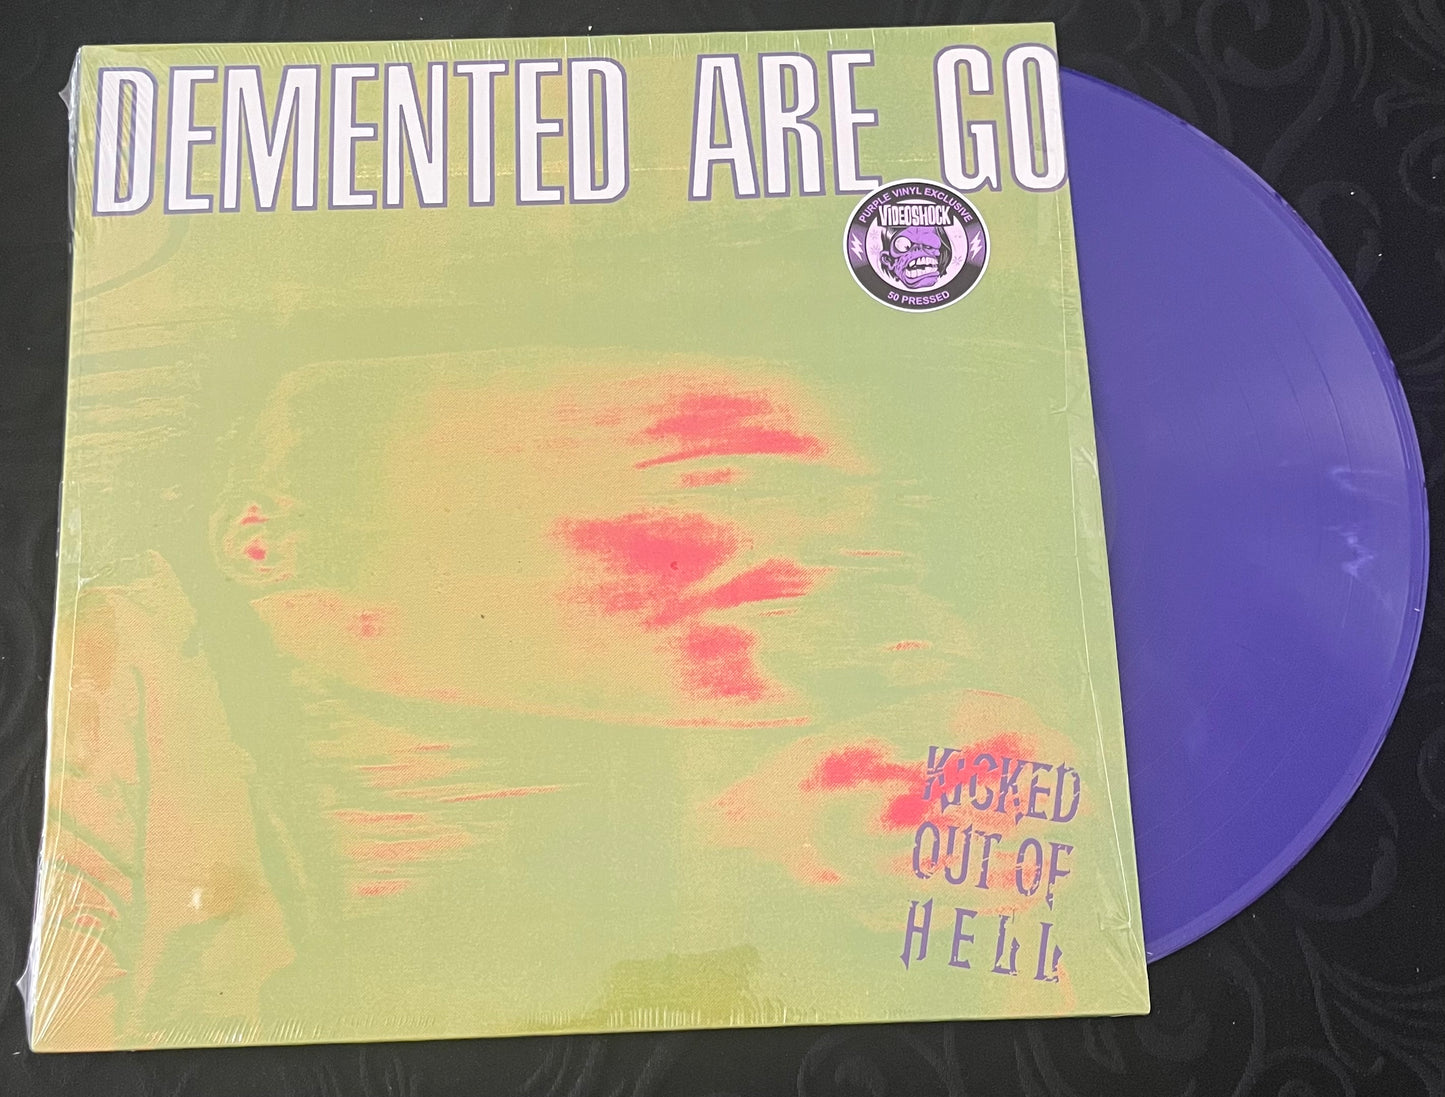 DEMENTED ARE GO
PURPLE VINYL EXCLUSIVE
VIDEOSHOCK
50 PRESSED
KICKED
OUT OF
HELL